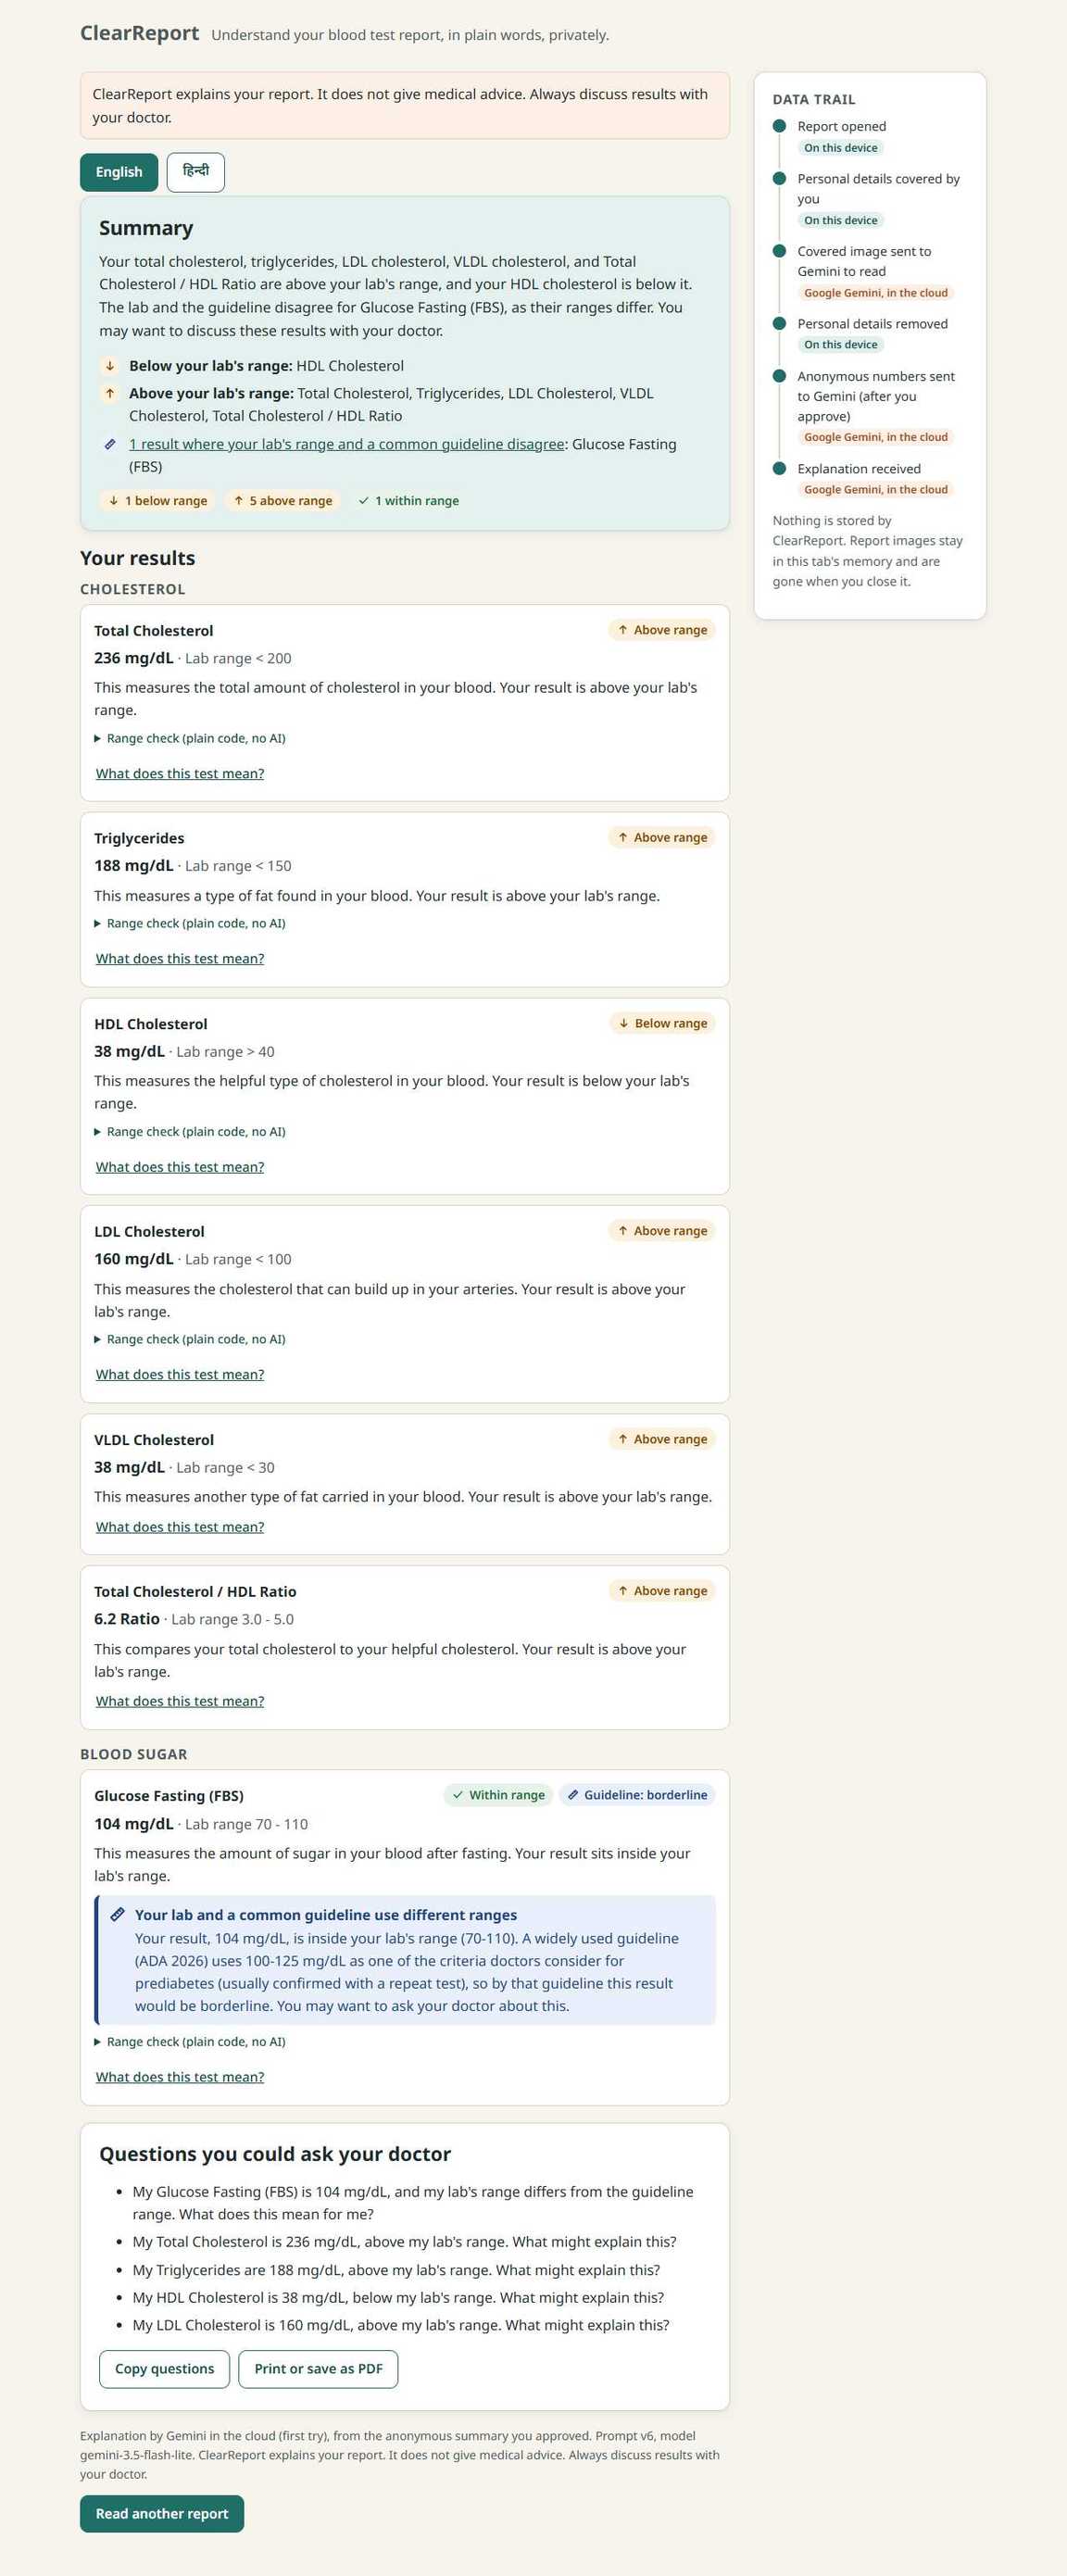 ClearReport Understand your blood test report, in plain words, privately.
ClearReport explains your report. It does not give medical advice. Always discuss results with
your doctor.
English हिन्दी
Summary
Your total cholesterol, triglycerides, LDL cholesterol, VLDL cholesterol, and Total
Cholesterol / HDL Ratio are above your lab's range, and your HDL cholesterol is below it.
The lab and the guideline disagree for Glucose Fasting (FBS), as their ranges differ. You
may want to discuss these results with your doctor.
↓ Below your lab's range: HDL Cholesterol
↑ Above your lab's range: Total Cholesterol, Triglycerides, LDL Cholesterol, VLDL
Cholesterol, Total Cholesterol / HDL Ratio
1 result where your lab's range and a common guideline disagree: Glucose Fasting
(FBS)
↓ 1 below range ↑ 5 above range ✓ 1 within range
Your results
CHOLESTEROL
Total Cholesterol ↑ Above range
236 mg/dL · Lab range < 200
This measures the total amount of cholesterol in your blood. Your result is above your lab's
range.
▶ Range check (plain code, no AI)
What does this test mean?
Triglycerides ↑ Above range
188 mg/dL · Lab range < 150
This measures a type of fat found in your blood. Your result is above your lab's range.
▶ Range check (plain code, no AI)
What does this test mean?
HDL Cholesterol ↓ Below range
38 mg/dL · Lab range > 40
This measures the helpful type of cholesterol in your blood. Your result is below your lab's
range.
▶ Range check (plain code, no AI)
What does this test mean?
LDL Cholesterol ↑ Above range
160 mg/dL · Lab range < 100
This measures the cholesterol that can build up in your arteries. Your result is above your
lab's range.
▶ Range check (plain code, no AI)
What does this test mean?
VLDL Cholesterol ↑ Above range
38 mg/dL · Lab range < 30
This measures another type of fat carried in your blood. Your result is above your lab's range.
What does this test mean?
Total Cholesterol / HDL Ratio ↑ Above range
6.2 Ratio · Lab range 3.0 - 5.0
This compares your total cholesterol to your helpful cholesterol. Your result is above your
lab's range.
What does this test mean?
BLOOD SUGAR
Glucose Fasting (FBS) ✓ Within range Guideline: borderline
104 mg/dL · Lab range 70 - 110
This measures the amount of sugar in your blood after fasting. Your result sits inside your
lab's range.
Your lab and a common guideline use different ranges
Your result, 104 mg/dL, is inside your lab's range (70-110). A widely used guideline
(ADA 2026) uses 100-125 mg/dL as one of the criteria doctors consider for
prediabetes (usually confirmed with a repeat test), so by that guideline this result
would be borderline. You may want to ask your doctor about this.
▶ Range check (plain code, no AI)
What does this test mean?
Questions you could ask your doctor
• My Glucose Fasting (FBS) is 104 mg/dL, and my lab's range differs from the guideline
range. What does this mean for me?
• My Total Cholesterol is 236 mg/dL, above my lab's range. What might explain this?
• My Triglycerides are 188 mg/dL, above my lab's range. What might explain this?
• My HDL Cholesterol is 38 mg/dL, below my lab's range. What might explain this?
• My LDL Cholesterol is 160 mg/dL, above my lab's range. What might explain this?
Copy questions Print or save as PDF
Explanation by Gemini in the cloud (first try), from the anonymous summary you approved. Prompt v6, model
gemini-3.5-flash-lite. ClearReport explains your report. It does not give medical advice. Always discuss results with
your doctor.
Read another report
DATA TRAIL
Report opened
On this device
Personal details covered by
you
On this device
Covered image sent to
Gemini to read
Google Gemini, in the cloud
Personal details removed
On this device
Anonymous numbers sent
to Gemini (after you
approve)
Google Gemini, in the cloud
Explanation received
Google Gemini, in the cloud
Nothing is stored by
ClearReport. Report images stay
in this tab's memory and are
gone when you close it.